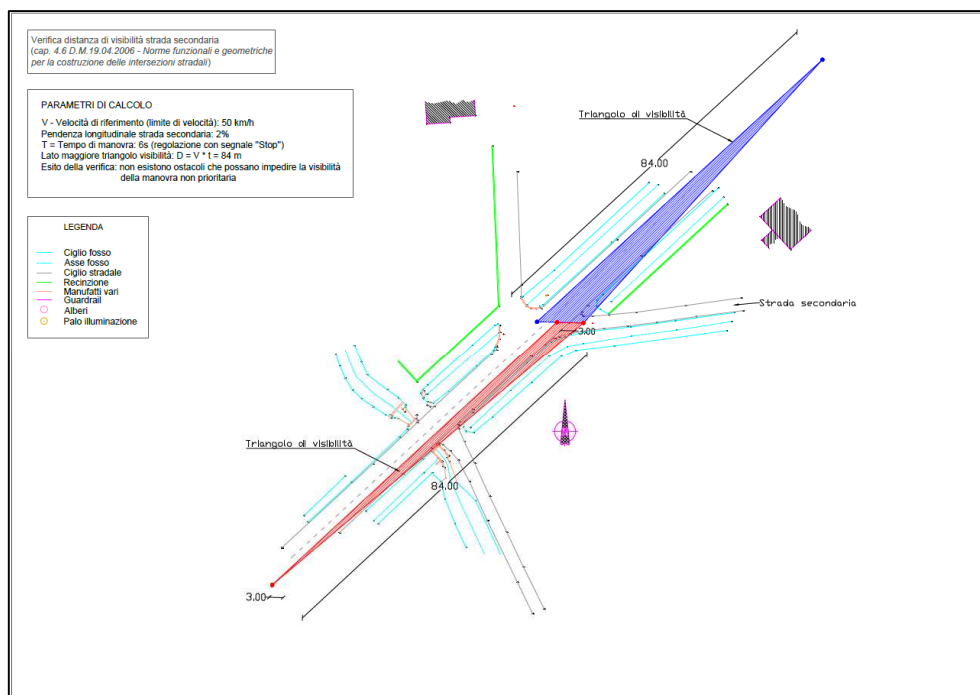 Verifica distanza di visibilità strada secondaria
(cap. 4.6 D.M.19.04.2006 - Norme funzionali e geometriche
per la costruzione delle intersezioni stradali)
PARAMETRI DI CALCOLO
V - Velocità di riferimento (limite di velocità): 50 km/h
Pendenza longitudinale strada secondaria: 2%
T = Tempo di manovra: 6s (regolazione con segnale "Stop")
Lato maggiore triangolo visibilità: D = V * t = 84 m
Esito della verifica: non esistono ostacoli che possano impedire la visibilità
della manovra non prioritaria
LEGENDA
Ciglio fosso
Asse fosso
Ciglio stradale
Recinzione
Manufatti vari
Guardrail
Alberi
Palo illuminazione
Triangolo di visibilità
84.00
Strada secondaria
3.00
Triangolo di visibilità
84.00
3.00